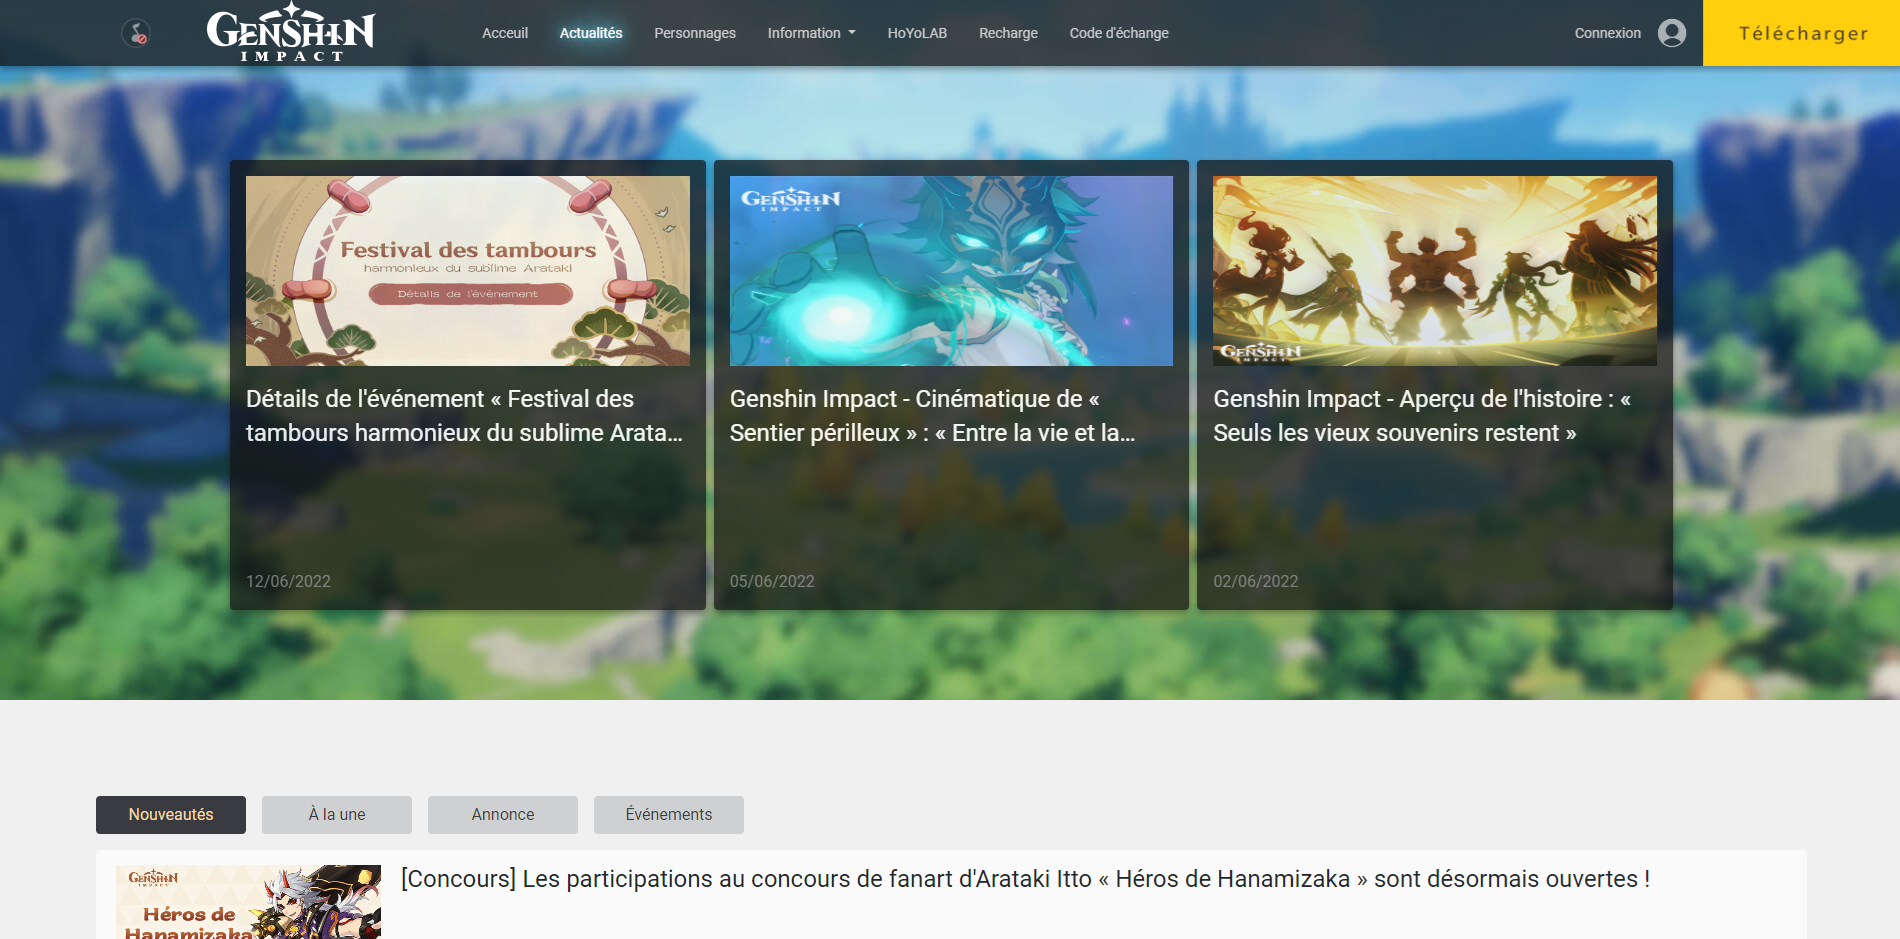 GENSHIN
IMPACT
Accueil
Actualités
Personnages
Information
HoYoLAB
Recharge
Code d'échange
Connexion
Télécharger
Festival des tambours
harmonieux du sublime Arataki
Détails de l'événement
Détails de l'événement « Festival des
tambours harmonieux du sublime Arata...
12/06/2022
GENSHIN
IMPACT
Genshin Impact - Cinématique de «
Sentier périlleux » : « Entre la vie et la...
05/06/2022
GENSHIN
IMPACT
Genshin Impact - Aperçu de l'histoire : «
Seuls les vieux souvenirs restent »
02/06/2022
Nouveautés
À la une
Annonce
Événements
GENSHIN
IMPACT
Héros de
Hanamizaka
[Concours] Les participations au concours de fanart d'Arataki Itto « Héros de Hanamizaka » sont désormais ouvertes !